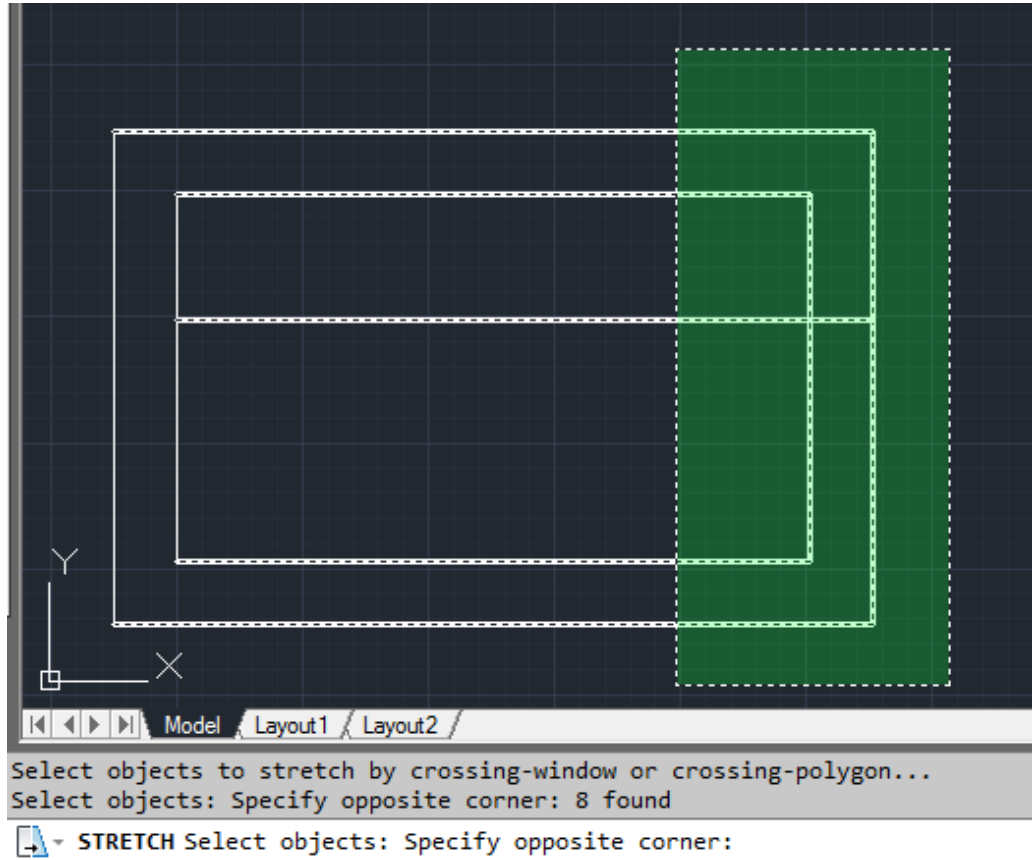 Y
X
Model Layout1 Layout2
Select objects to stretch by crossing-window or crossing-polygon...
Select objects: Specify opposite corner: 8 found
STRETCH Select objects: Specify opposite corner: